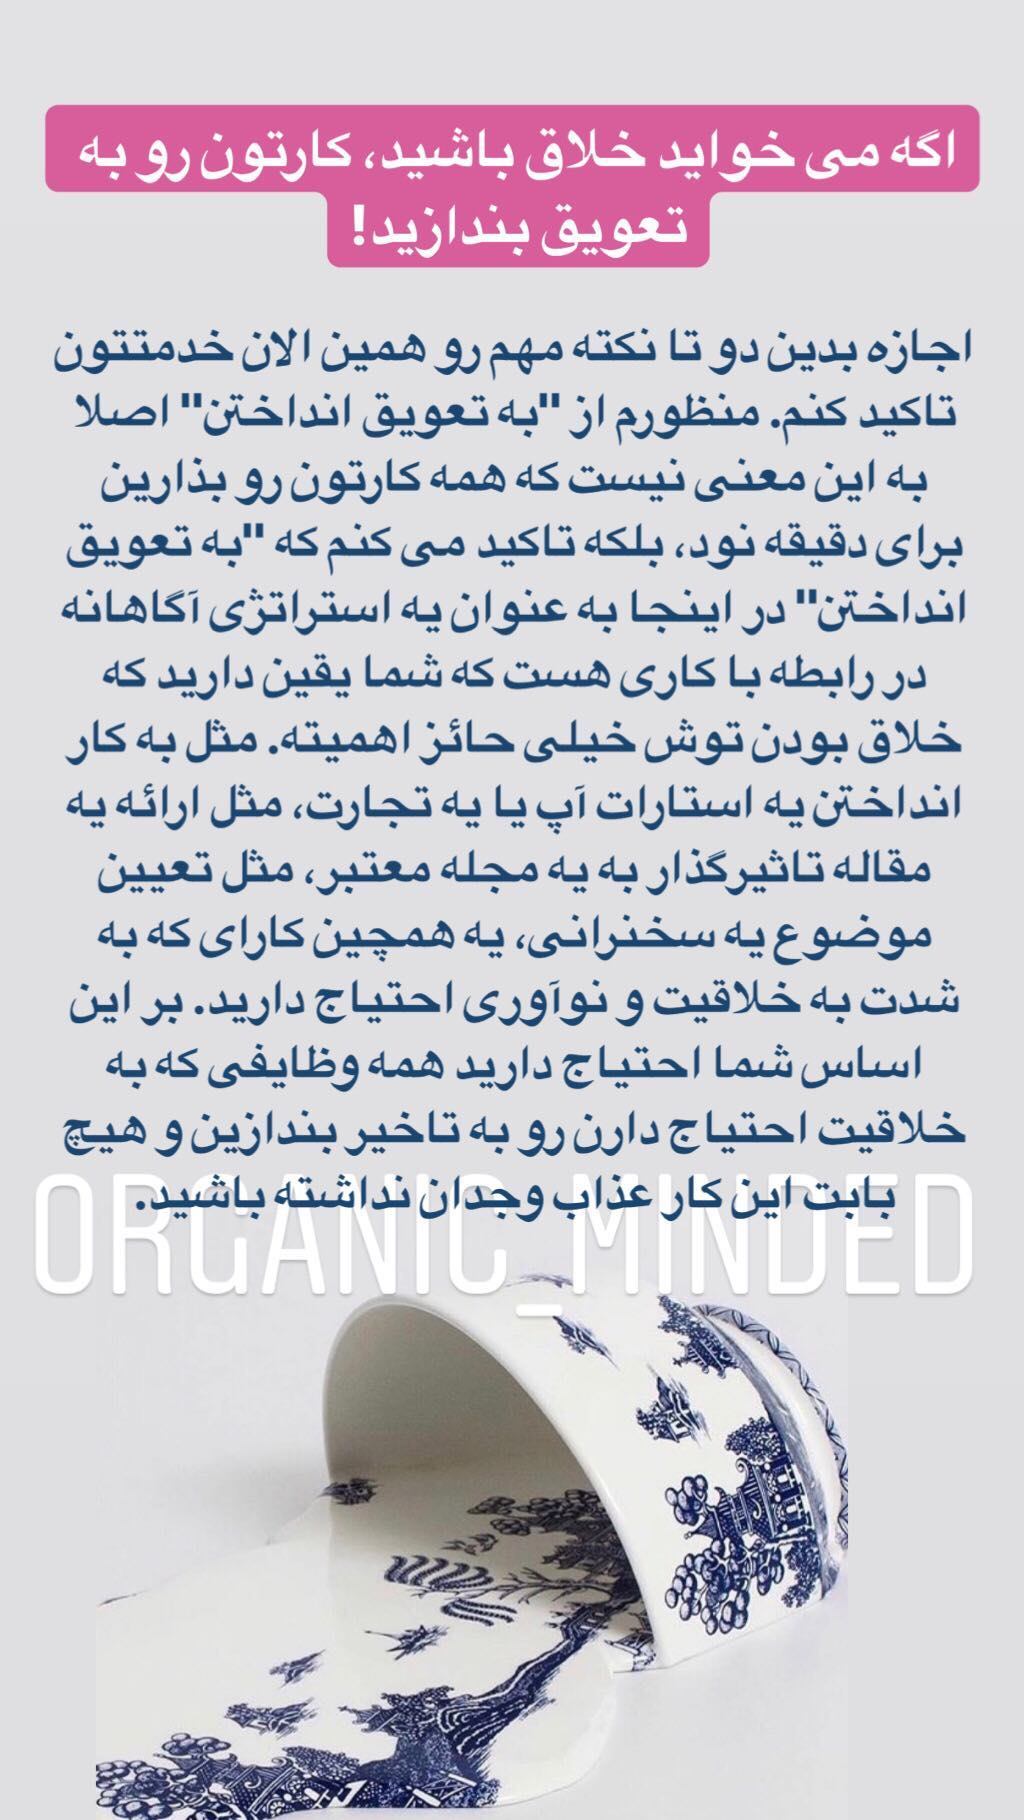 اگه می خواید خلاق باشید، کارتون رو به
تعویق بندازید!
اجازه بدین دو تا نکته مهم رو همین الان خدمتتون
تاکید کنم. منظورم از "به تعویق انداختن" اصلا
به این معنی نیست که همه کارتون رو بذارین
برای دقیقه نود، بلکه تاکید می کنم که "به تعویق
انداختن" در اینجا به عنوان یه استراتژی آگاهانه
در رابطه با کاری هست که شما یقین دارید که
خلاق بودن توش خیلی حائز اهمیته. مثل به کار
انداختن یه استارات آپ یا یه تجارت، مثل ارائه یه
مقاله تاثیرگذار به یه مجله معتبر، مثل تعیین
موضوع یه سخنرانی، یه همچین کارای که به
شدت به خلاقیت و نوآوری احتیاج دارید. بر این
اساس شما احتیاج دارید همه وظایفی که به
خلاقیت احتیاج دارن رو به تاخیر بندازین و هیچ
بابت این کار عذاب وجدان نداشته باشید.
ORGANIC_MINDED